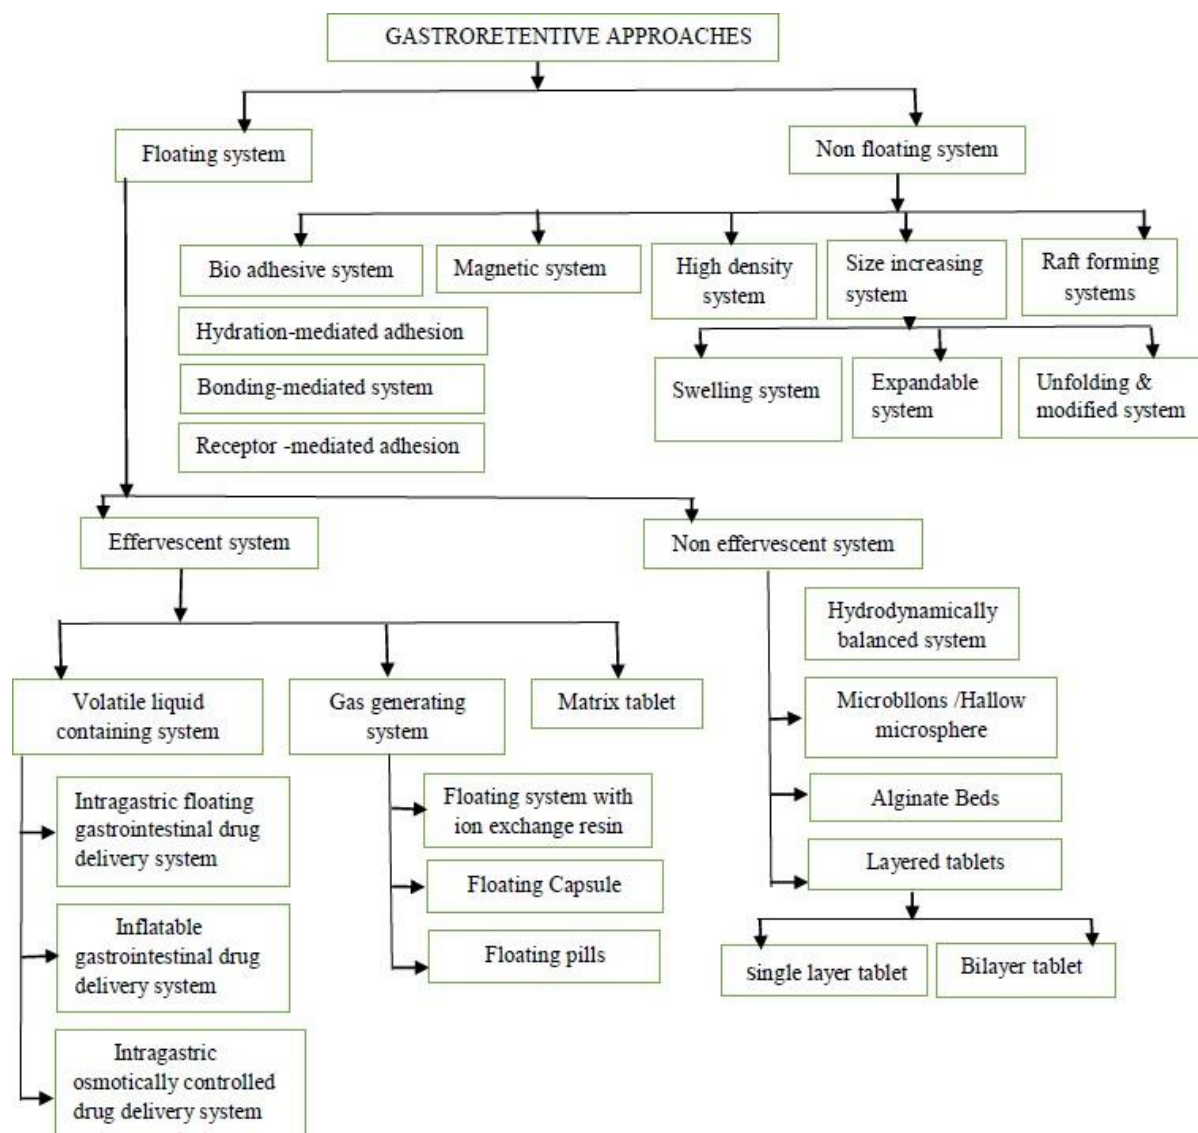 GASTRORETENTIVE APPROACHES
Floating system
Non floating system
Bio adhesive system
Magnetic system
High density
system
Size increasing
system
Raft forming
systems
Hydration-mediated adhesion
Bonding-mediated system
Receptor -mediated adhesion
Swelling system
Expandable
system
Unfolding &
modified system
Effervescent system
Non effervescent system
Volatile liquid
containing system
Gas generating
system
Matrix tablet
Hydrodynamically
balanced system
Microbllons /Hallow
microsphere
Alginate Beds
Layered tablets
Single layer tablet
Bilayer tablet
Intragastric floating
gastrointestinal drug
delivery system
Inflatable
gastrointestinal drug
delivery system
Intragastric
osmotically controlled
drug delivery system
Floating system with
ion exchange resin
Floating Capsule
Floating pills